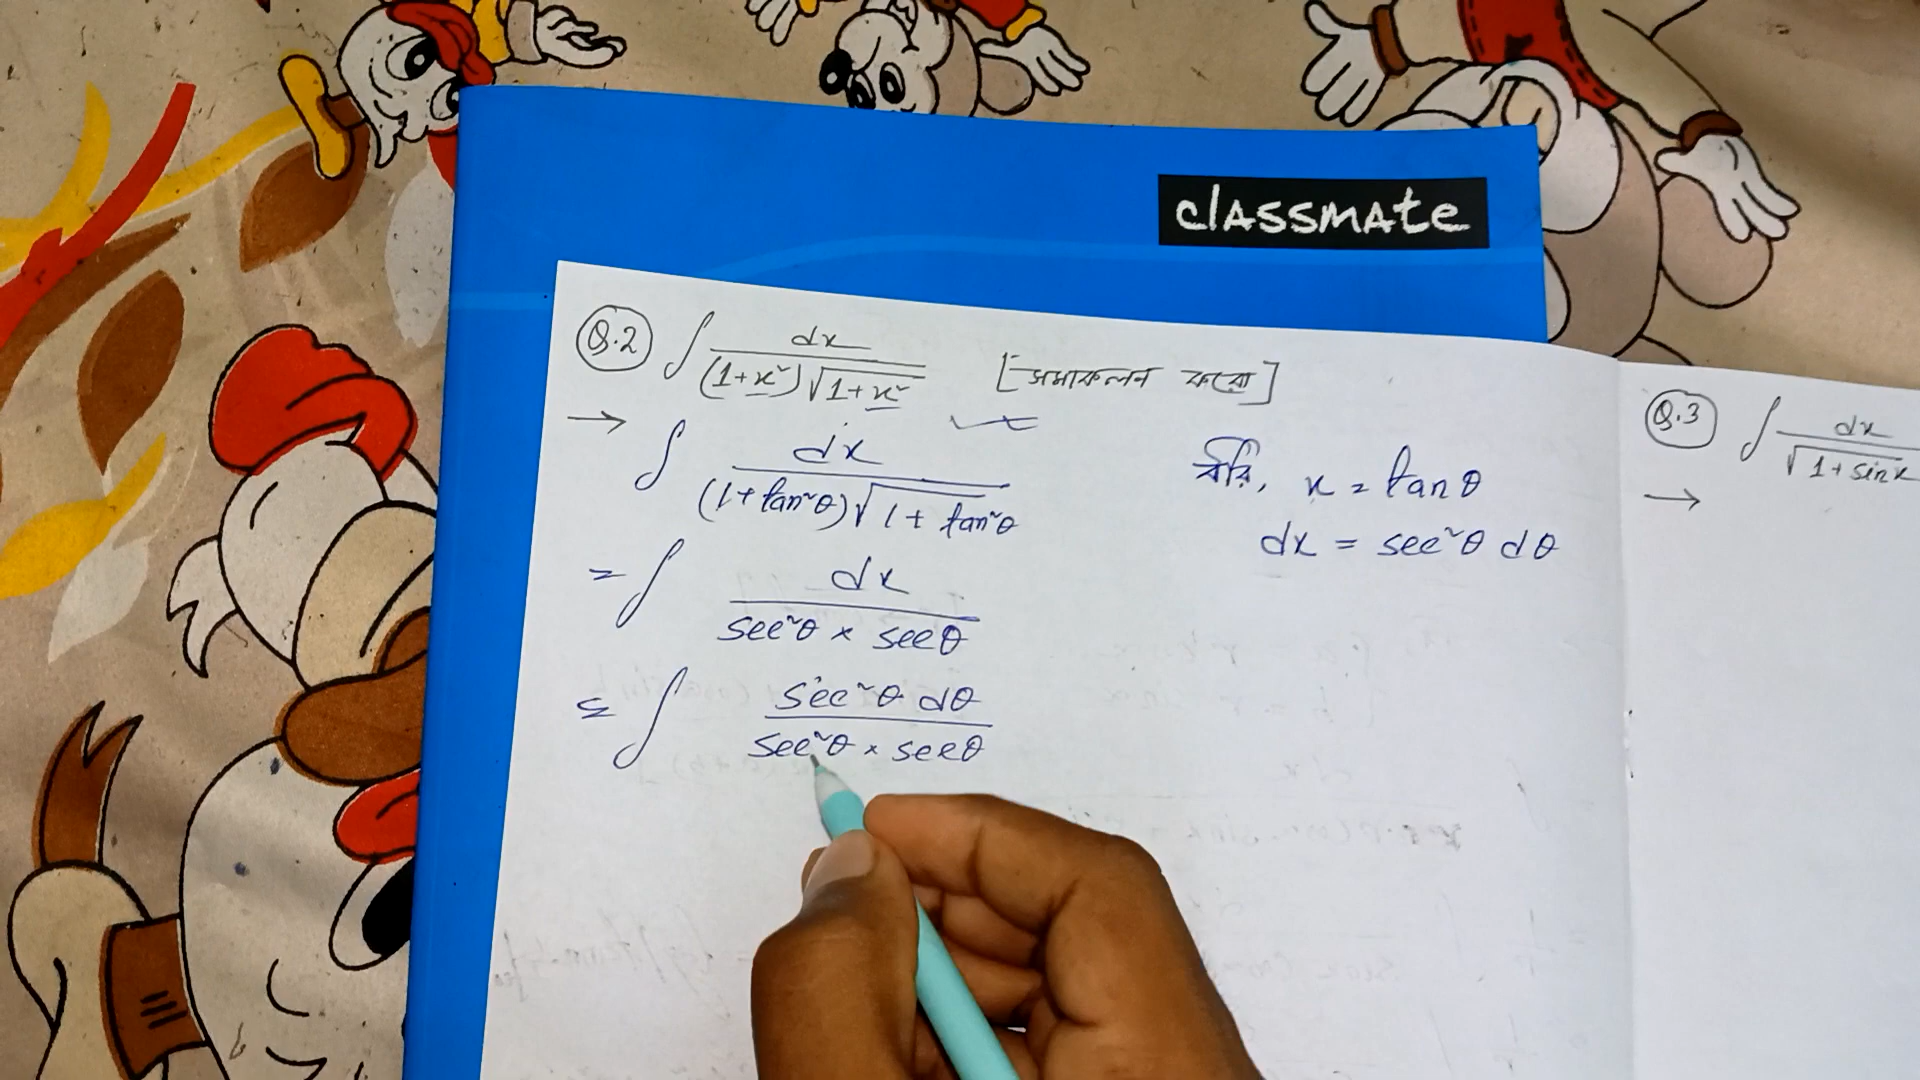 classmate
Q.2 ∫ dx / (1+x²)√1+x² [সমাকলন করো]
→ ∫ dx / (1+tan²θ)√1+tan²θ
ধরি, x = tanθ
dx = sec²θ dθ
= ∫ dx / sec²θ × secθ
= ∫ sec²θ dθ / sec²θ × secθ
Q.3 ∫ dx / √1+sinx
→